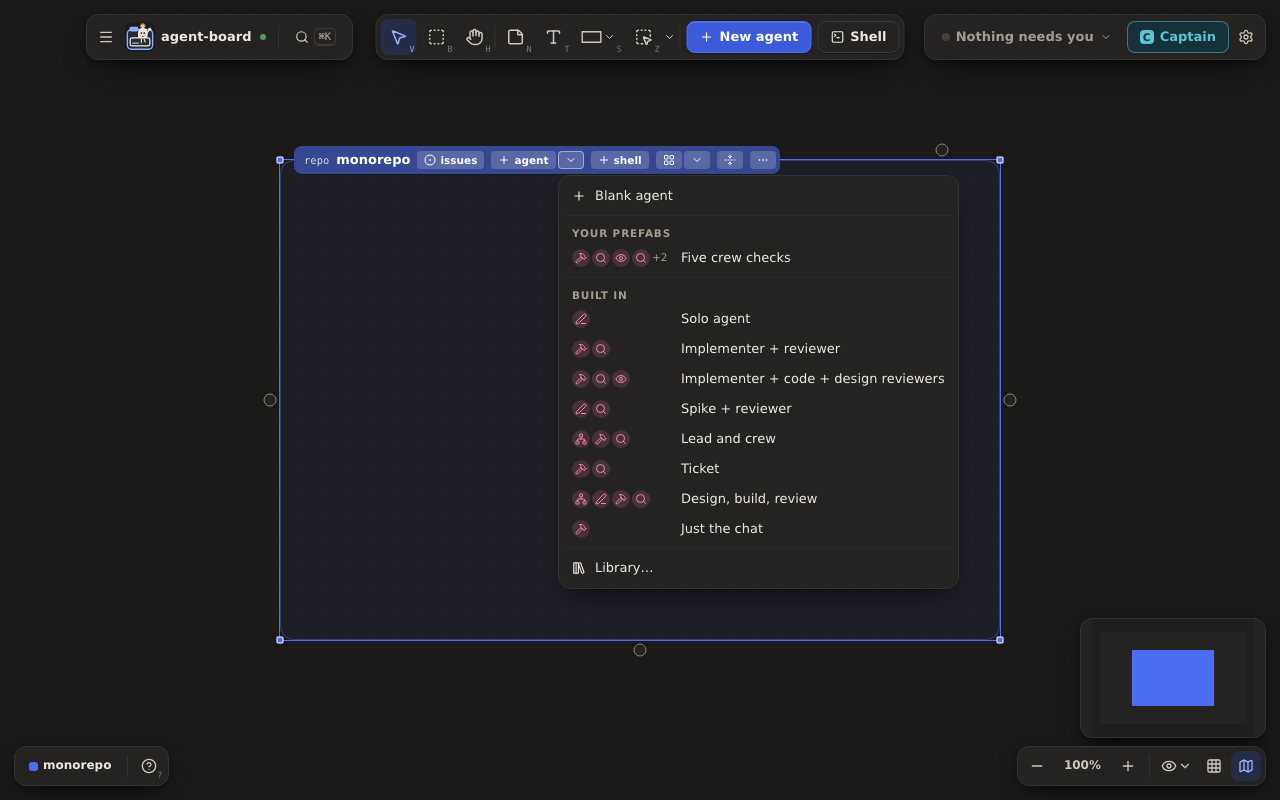 agent-board ⌘K V B H N T S Z + New agent Shell Nothing needs you C Captain
repo monorepo issues + agent + shell
+ Blank agent
YOUR PREFABS
+2 Five crew checks
BUILT IN
Solo agent
Implementer + reviewer
Implementer + code + design reviewers
Spike + reviewer
Lead and crew
Ticket
Design, build, review
Just the chat
Library...
monorepo ? 100%